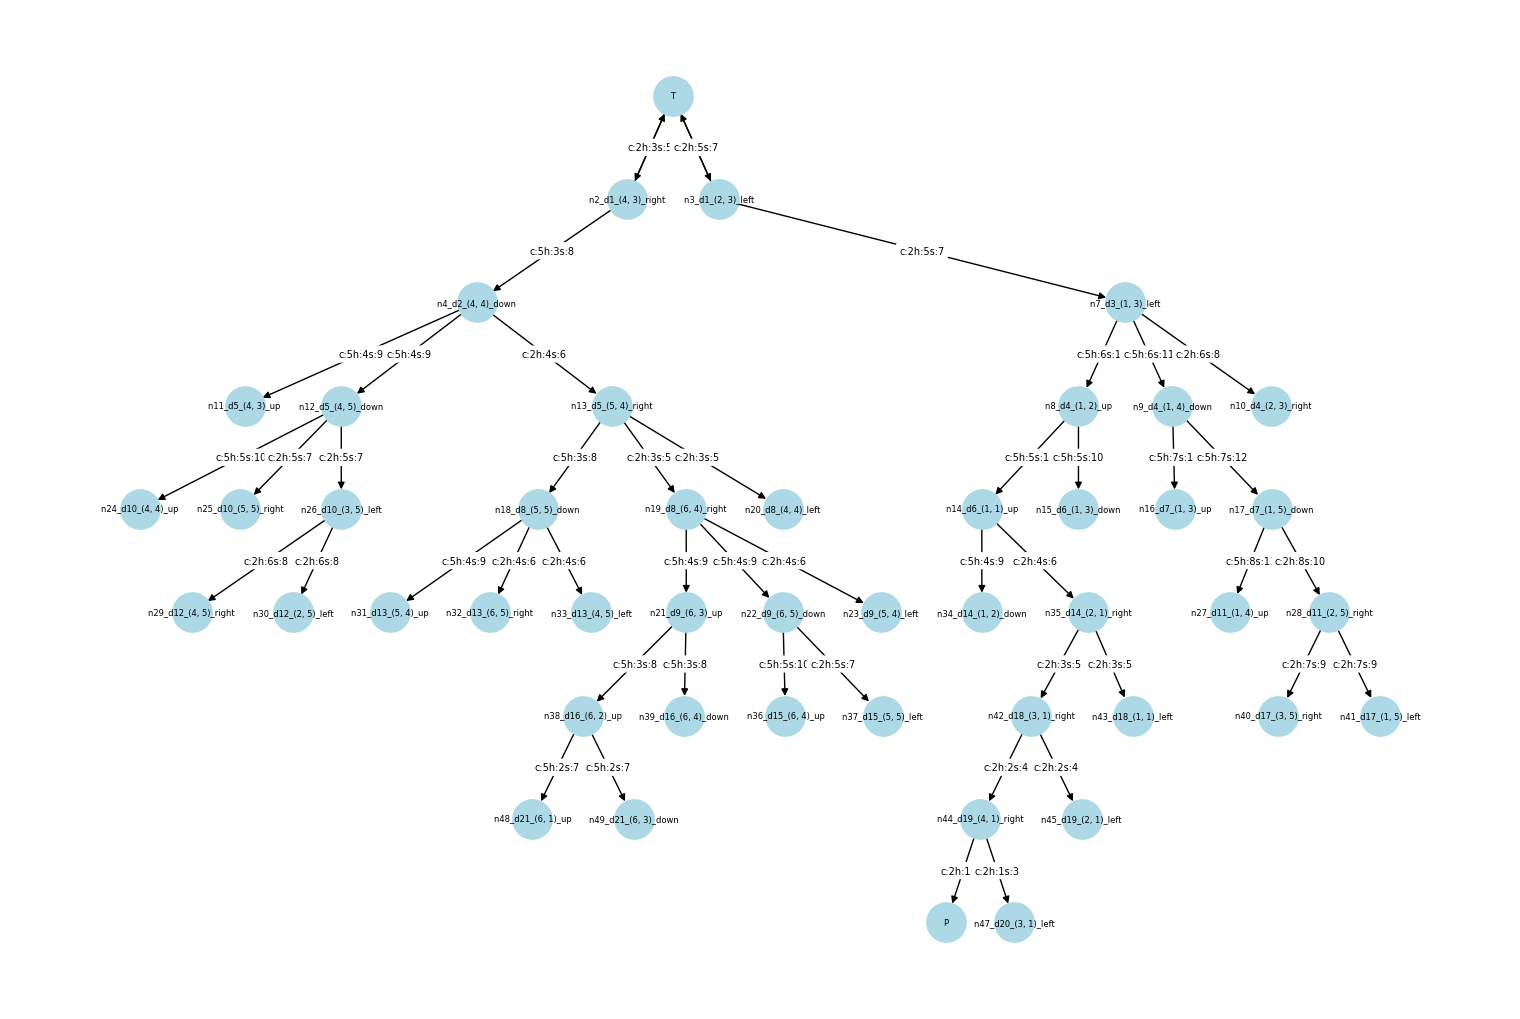 T
c:2h:3s:5 c:2h:5s:7
n2_d1_(4, 3)_right n3_d1_(2, 3)_left
c:5h:3s:8 c:2h:5s:7
n4_d2_(4, 4)_down n7_d3_(1, 3)_left
c:5h:4s:9 c:5h:4s:9 c:2h:4s:6 c:5h:6s:1 c:5h:6s:11 c:2h:6s:8
n11_d5_(4, 3)_up n12_d5_(4, 5)_down n13_d5_(5, 4)_right n8_d4_(1, 2)_up n9_d4_(1, 4)_down n10_d4_(2, 3)_right
c:5h:5s:10 c:2h:5s:7 c:2h:5s:7 c:5h:3s:8 c:2h:3s:5 c:2h:3s:5 c:5h:5s:1 c:5h:5s:10 c:5h:7s:1 c:5h:7s:12
n24_d10_(4, 4)_up n25_d10_(5, 5)_right n26_d10_(3, 5)_left n18_d8_(5, 5)_down n19_d8_(6, 4)_right n20_d8_(4, 4)_left n14_d6_(1, 1)_up n15_d6_(1, 3)_down n16_d7_(1, 3)_up n17_d7_(1, 5)_down
c:2h:6s:8 c:2h:6s:8 c:5h:4s:9 c:2h:4s:6 c:2h:4s:6 c:5h:4s:9 c:5h:4s:9 c:2h:4s:6 c:5h:4s:9 c:2h:4s:6 c:5h:8s:1 c:2h:8s:10
n29_d12_(4, 5)_right n30_d12_(2, 5)_left n31_d13_(5, 4)_up n32_d13_(6, 5)_right n33_d13_(4, 5)_left n21_d9_(6, 3)_up n22_d9_(6, 5)_down n23_d9_(5, 4)_left n34_d14_(1, 2)_down n35_d14_(2, 1)_right n27_d11_(1, 4)_up n28_d11_(2, 5)_right
c:5h:3s:8 c:5h:3s:8 c:5h:5s:10 c:2h:5s:7 c:2h:3s:5 c:2h:3s:5 c:2h:7s:9 c:2h:7s:9
n38_d16_(6, 2)_up n39_d16_(6, 4)_down n36_d15_(6, 4)_up n37_d15_(5, 5)_left n42_d18_(3, 1)_right n43_d18_(1, 1)_left n40_d17_(3, 5)_right n41_d17_(1, 5)_left
c:5h:2s:7 c:5h:2s:7 c:2h:2s:4 c:2h:2s:4
n48_d21_(6, 1)_up n49_d21_(6, 3)_down n44_d19_(4, 1)_right n45_d19_(2, 1)_left
c:2h:1 c:2h:1s:3
P n47_d20_(3, 1)_left